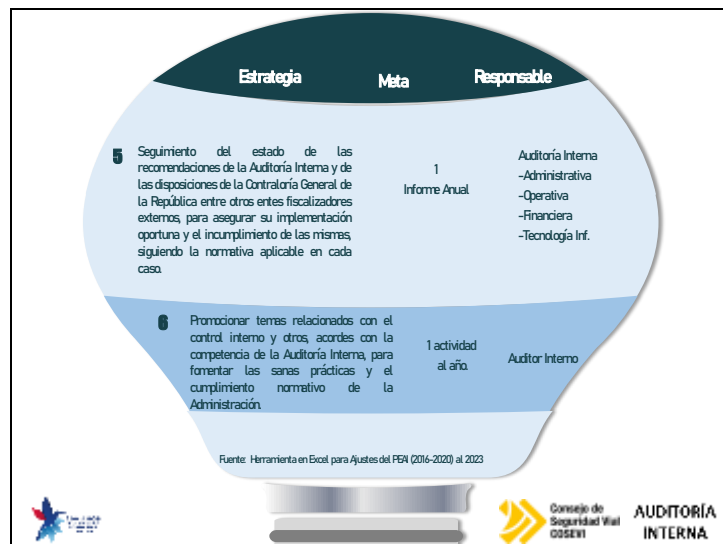 Estrategia Meta Responsable
5 Seguimiento del estado de las
recomendaciones de la Auditoría Interna y de
las disposiciones de la Contraloría General de
la República entre otros entes fiscalizadores
externos, para asegurar su implementación
oportuna y el incumplimiento de las mismas,
siguiendo la normativa aplicable en cada
caso.
1
Informe Anual
Auditoría Interna
-Administrativa
-Operativa
-Financiera
-Tecnología Inf.
6 Promocionar temas relacionados con el
control interno y otros, acordes con la
competencia de la Auditoría Interna, para
fomentar las sanas prácticas y el
cumplimiento normativo de la
Administración.
1 actividad
al año.
Auditor Interno
Fuente: Herramienta en Excel para Ajustes del PEAI (2016-2020) al 2023
Consejo de
Seguridad Vial
COSEVI
AUDITORÍA
INTERNA